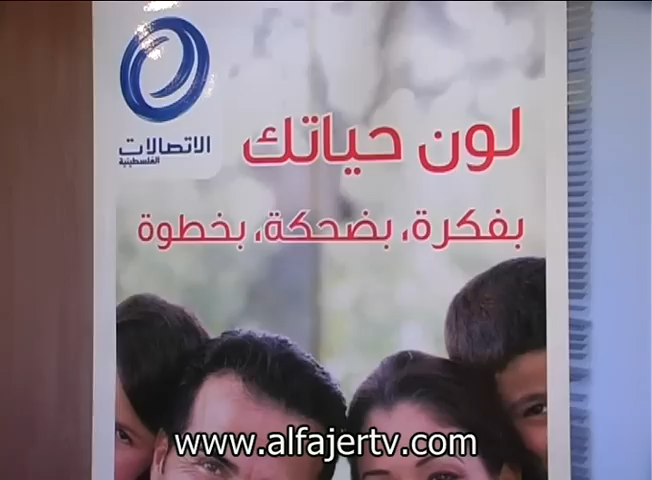 الاتصالات
الفلسطينية
لون حياتك
بفكرة، بضحكة، بخطوة
www.alfajertv.com